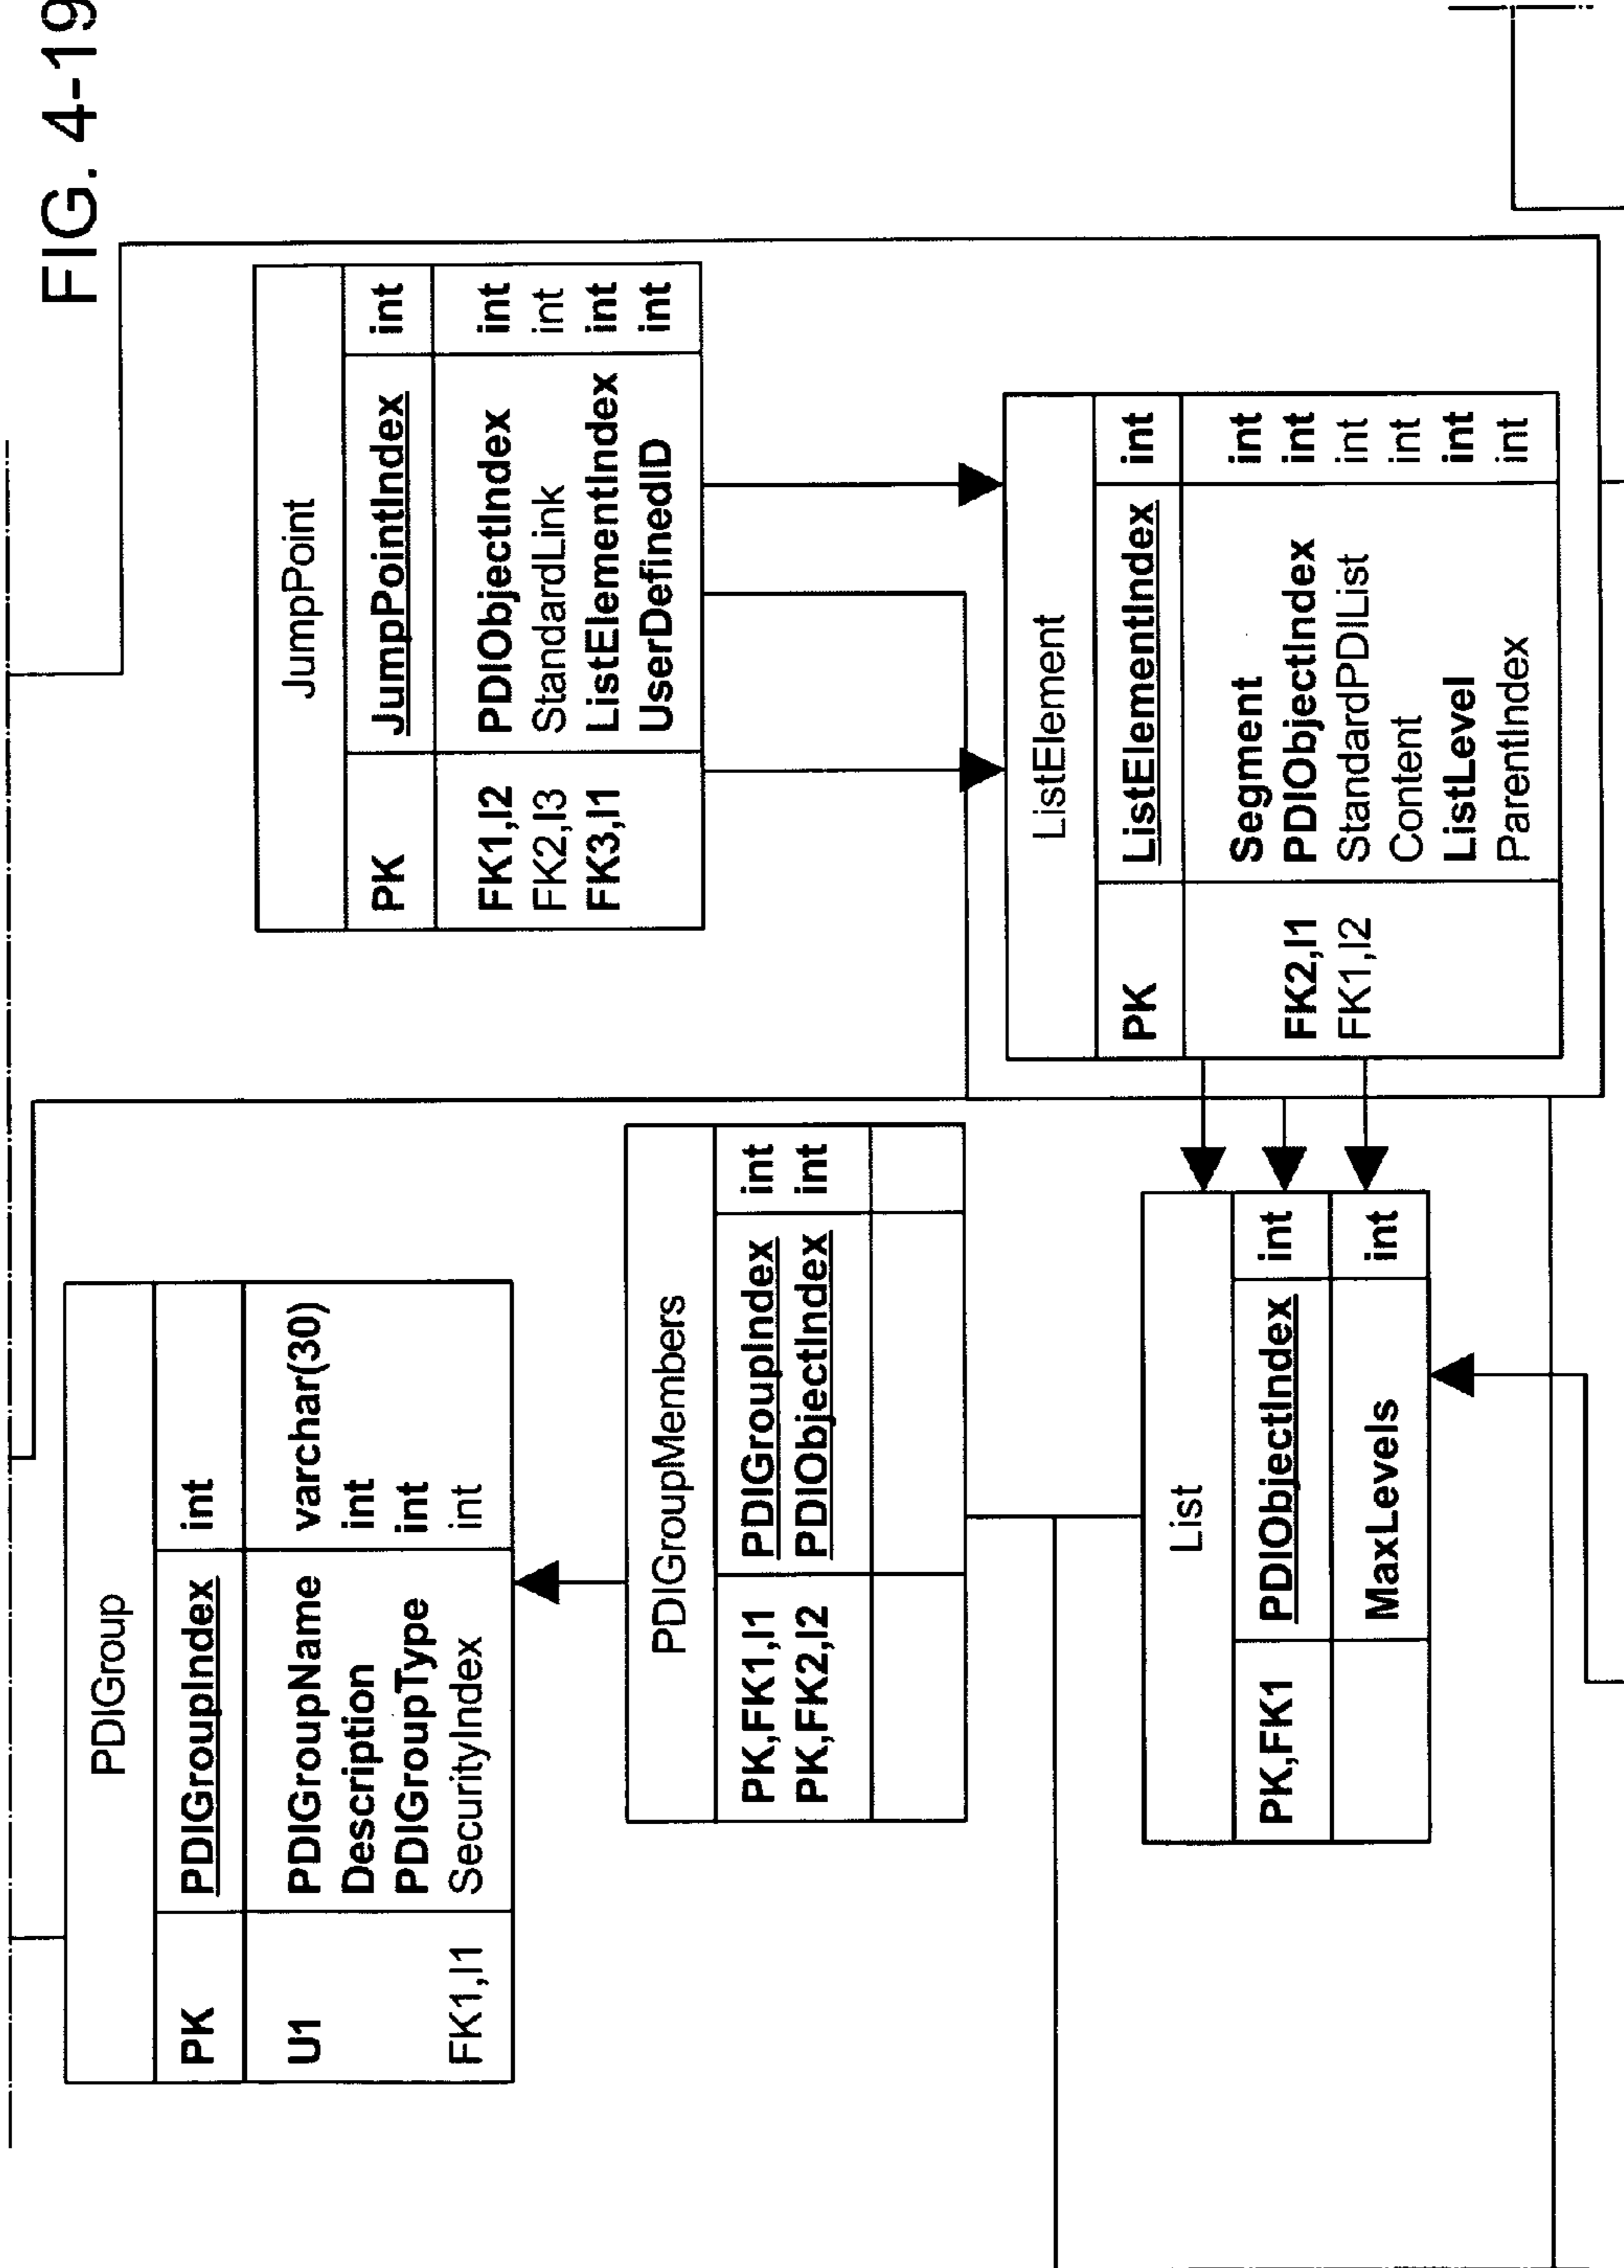 FIG. 4-19
JumpPoint
PK JumpPointIndex int
FK1,I2 PDIObjectIndex int
FK2,I3 StandardLink int
FK3,I1 ListElementIndex int
UserDefinedID int
ListElement
PK ListElementIndex int
Segment int
FK2,I1 PDIObjectIndex int
FK1,I2 StandardPDIList int
Content int
ListLevel int
ParentIndex int
PDIGroup
PK PDIGroupIndex int
U1 PDIGroupName varchar(30)
Description int
PDIGroupType int
FK1,I1 SecurityIndex int
PDIGroupMembers
PK,FK1,I1 PDIGroupIndex int
PK,FK2,I2 PDIObjectIndex int
List
PK,FK1 PDIObjectIndex int
MaxLevels int